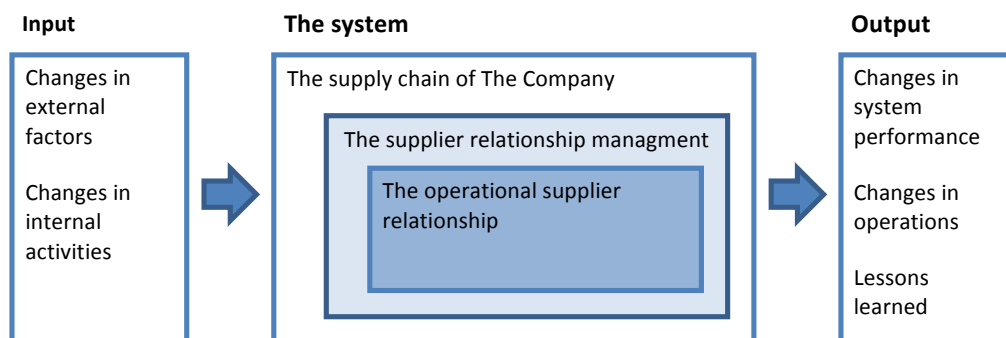 Input
Changes in
external
factors
Changes in
internal
activities
The system
The supply chain of The Company
The supplier relationship managment
The operational supplier
relationship
Output
Changes in
system
performance
Changes in
operations
Lessons
learned